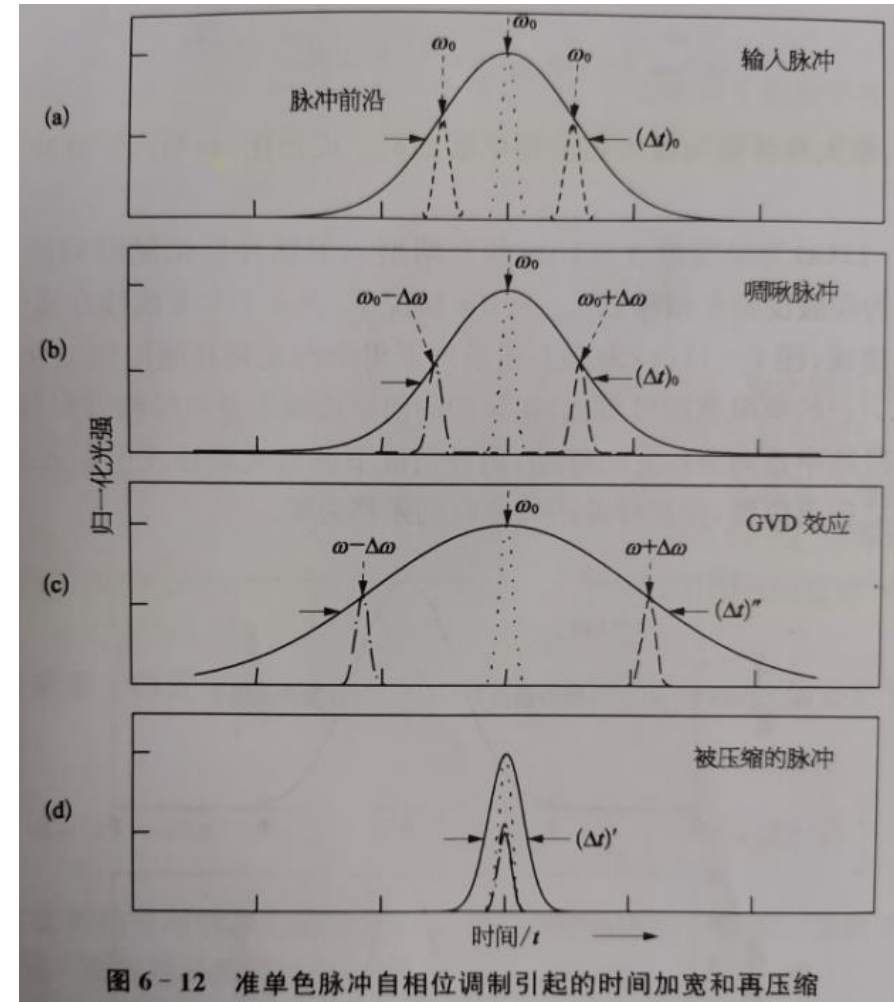 ω₀
ω₀
ω₀
输入脉冲
脉冲前沿
(a)
(Δt)₀
ω₀
啁啾脉冲
ω₀−Δω
ω₀+Δω
(b)
(Δt)₀
归一化光强
ω₀
GVD 效应
ω−Δω
ω+Δω
(c)
(Δt)″
被压缩的脉冲
(d)
(Δt)′
时间/t
图 6-12 准单色脉冲自相位调制引起的时间加宽和再压缩